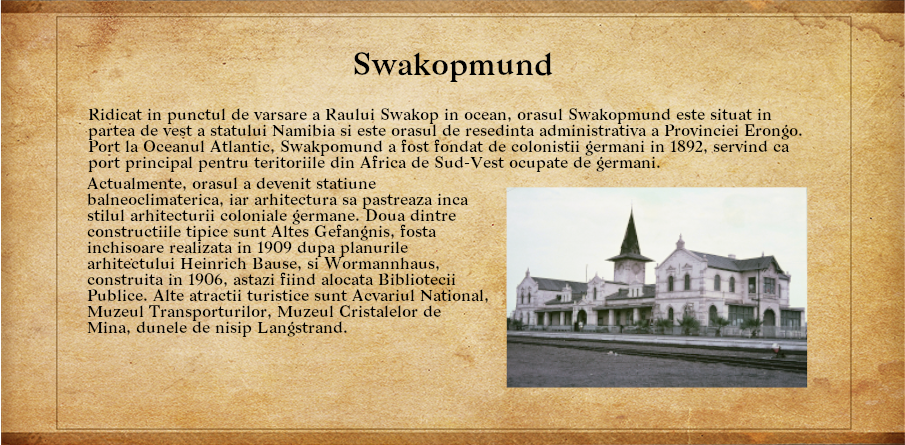 Swakopmund
Ridicat in punctul de varsare a Raului Swakop in ocean, orasul Swakopmund este situat in
partea de vest a statului Namibia si este orasul de resedinta administrativa a Provinciei Erongo.
Port la Oceanul Atlantic, Swakpomund a fost fondat de colonistii germani in 1892, servind ca
port principal pentru teritoriile din Africa de Sud-Vest ocupate de germani.
Actualmente, orasul a devenit statiune
balneoclimaterica, iar arhitectura sa pastreaza inca
stilul arhitecturii coloniale germane. Doua dintre
constructiile tipice sunt Altes Gefangnis, fosta
inchisoare realizata in 1909 dupa planurile
arhitectului Heinrich Bause, si Wormannhaus,
construita in 1906, astazi fiind alocata Bibliotecii
Publice. Alte atractii turistice sunt Acvariul National,
Muzeul Transporturilor, Muzeul Cristalelor de
Mina, dunele de nisip Langstrand.